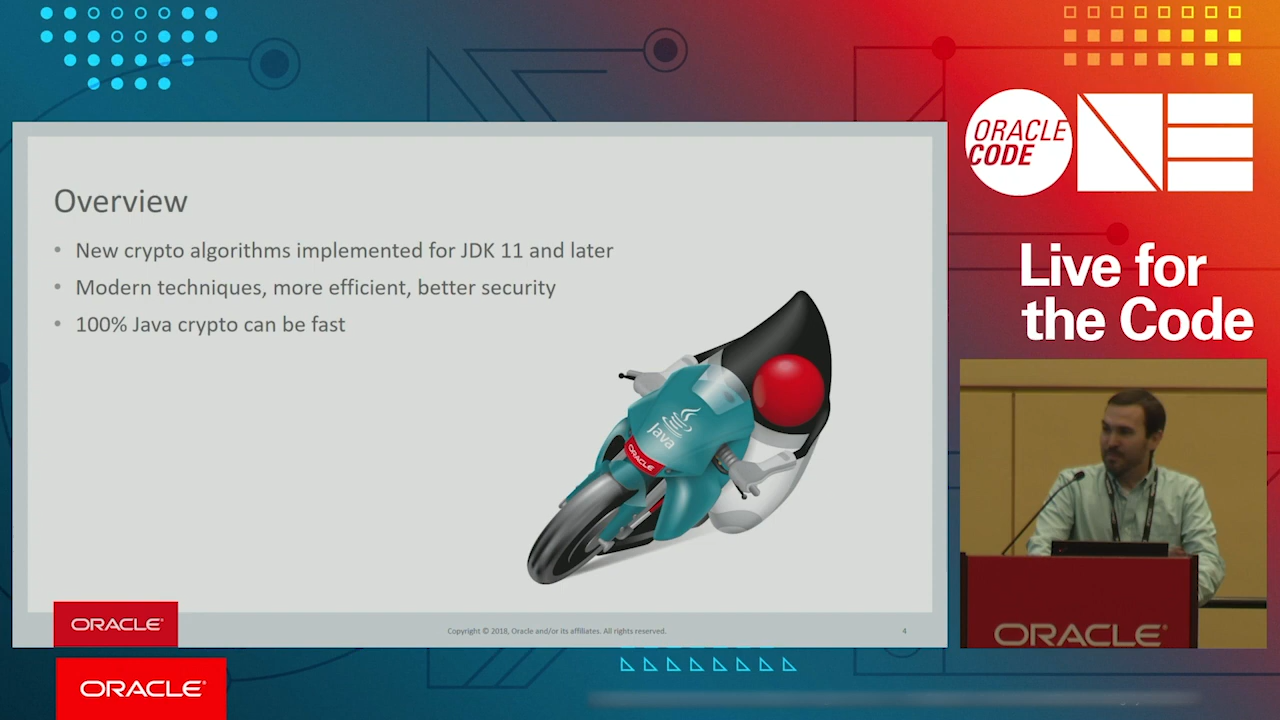 ORACLE
CODE
ONE
Live for
the Code
Overview
• New crypto algorithms implemented for JDK 11 and later
• Modern techniques, more efficient, better security
• 100% Java crypto can be fast
Java
ORACLE
ORACLE®
Copyright © 2018, Oracle and/or its affiliates. All rights reserved.
4
ORACLE®
ORACLE®